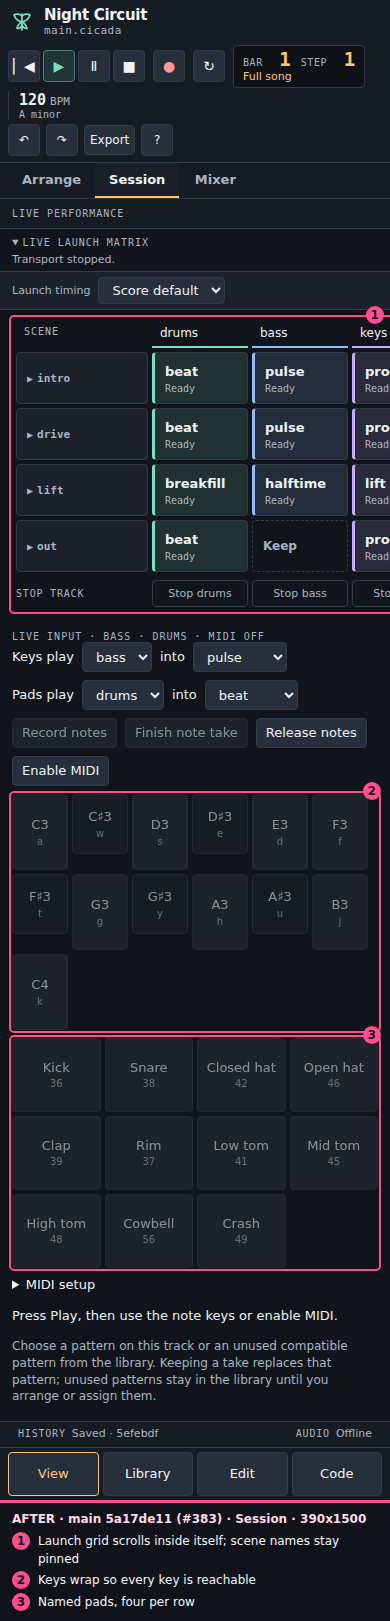 Night Circuit
main.cicada
BAR 1 STEP 1
Full song
120 BPM
A minor
Export ?
Arrange Session Mixer
LIVE PERFORMANCE
LIVE LAUNCH MATRIX
Transport stopped.
Launch timing Score default
1
SCENE drums bass keys
intro beat Ready pulse Ready pro Read
drive beat Ready pulse Ready pro Read
lift breakfill Ready halftime Ready lift Read
out beat Ready Keep pro Read
STOP TRACK Stop drums Stop bass Sto
LIVE INPUT · BASS · DRUMS · MIDI OFF
Keys play bass into pulse
Pads play drums into beat
Record notes Finish note take Release notes
Enable MIDI
2
C3 C♯3 D3 D♯3 E3 F3
a w s e d f
F♯3 G3 G♯3 A3 A♯3 B3
t g y h u j
C4
k
3
Kick Snare Closed hat Open hat
36 38 42 46
Clap Rim Low tom Mid tom
39 37 41 45
High tom Cowbell Crash
48 56 49
MIDI setup
Press Play, then use the note keys or enable MIDI.
Choose a pattern on this track or an unused compatible
pattern from the library. Keeping a take replaces that
pattern; unused patterns stay in the library until you
arrange or assign them.
HISTORY Saved · 5efebdf AUDIO Offline
View Library Edit Code
AFTER · main 5a17de11 (#383) · Session · 390x1500
1 Launch grid scrolls inside itself; scene names stay
pinned
2 Keys wrap so every key is reachable
3 Named pads, four per row